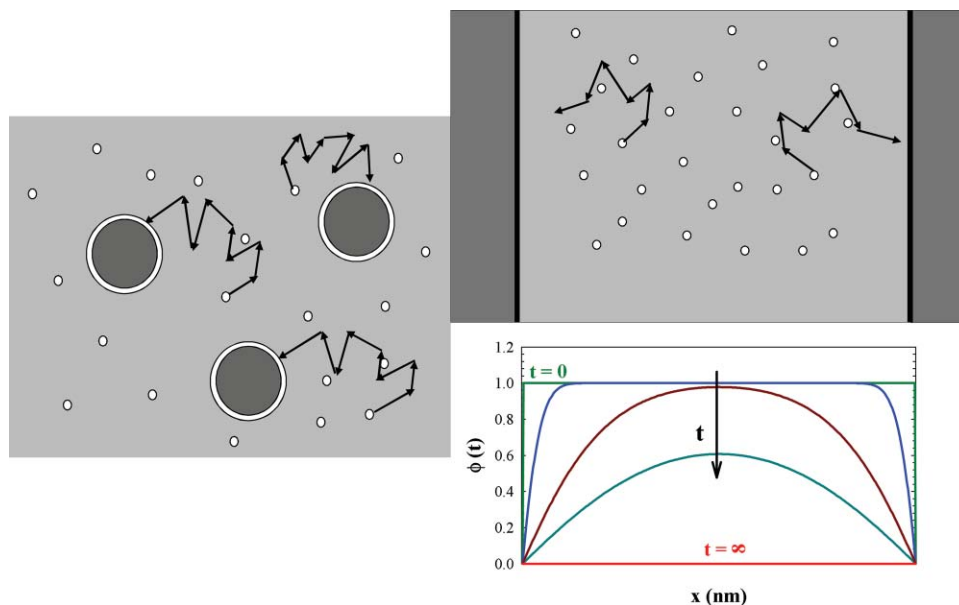 1.2
1.0
0.8
0.6
0.4
0.2
0.0
ϕ (t)
t = 0
t
t = ∞
x (nm)